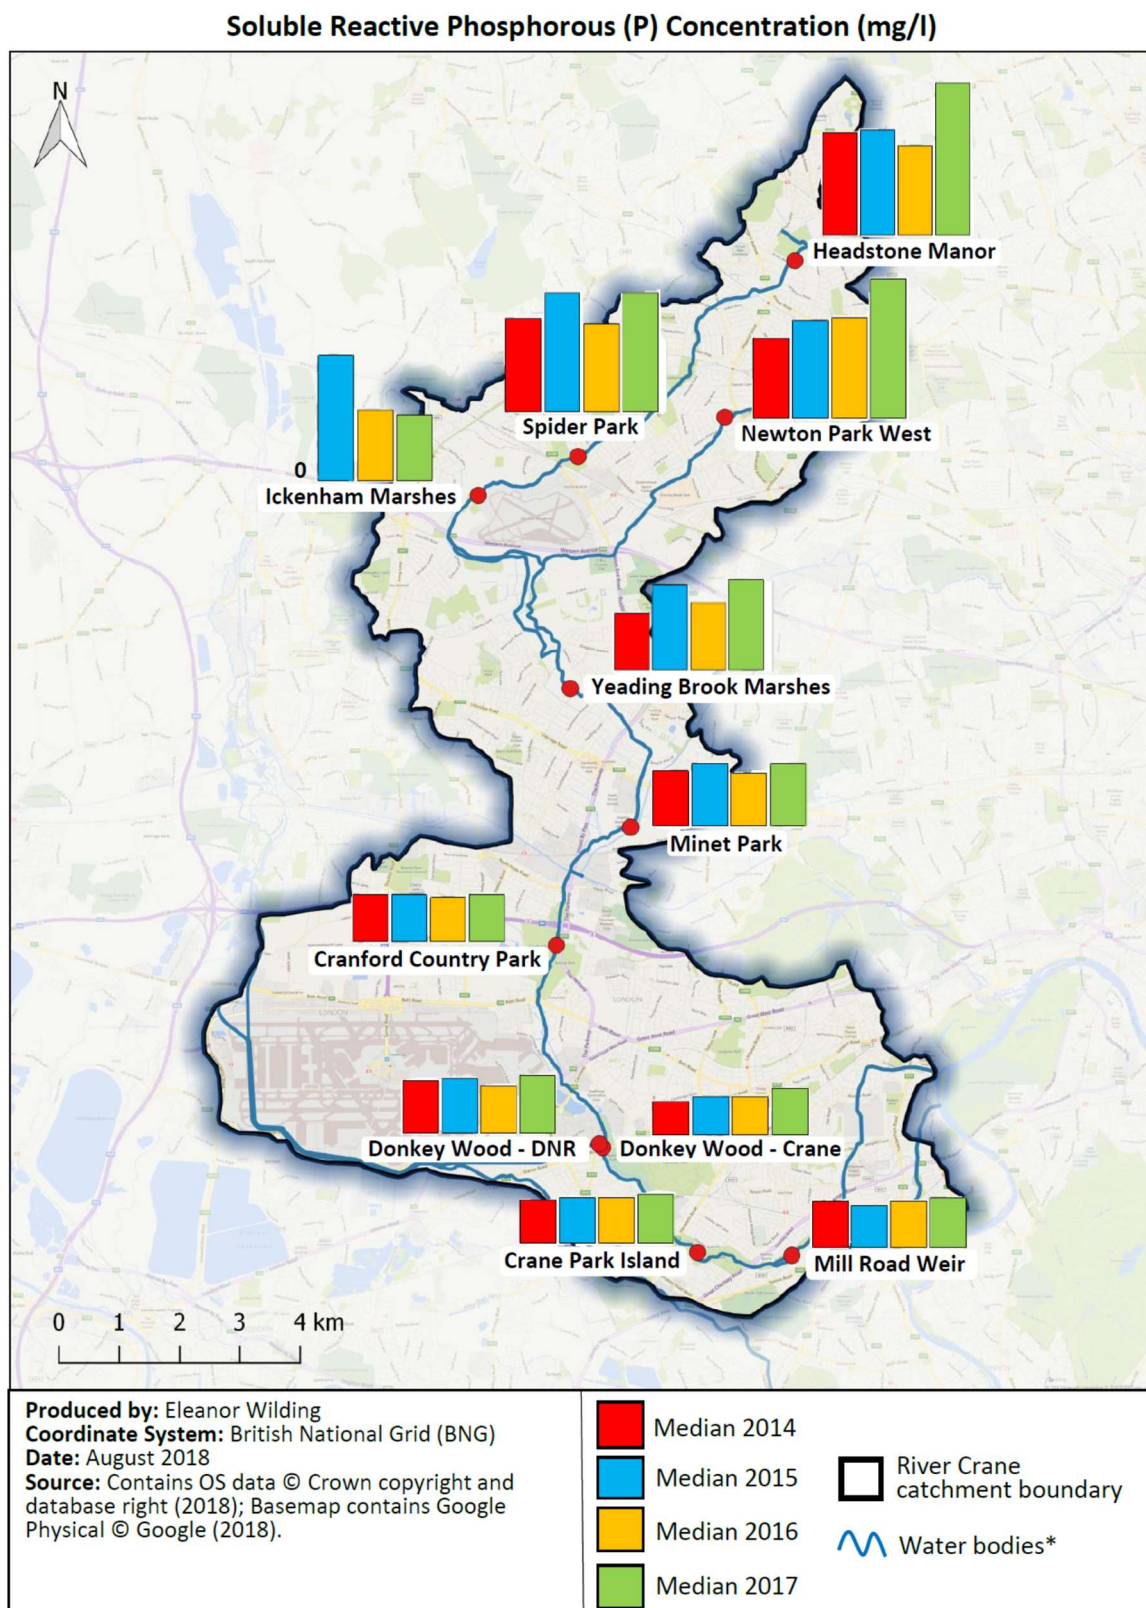 Soluble Reactive Phosphorous (P) Concentration (mg/l)
N
Headstone Manor
Spider Park
Newton Park West
0
Ickenham Marshes
Yeading Brook Marshes
Minet Park
Cranford Country Park
LONDON
LONDON
Donkey Wood - DNR
Donkey Wood - Crane
Crane Park Island
Mill Road Weir
0 1 2 3 4 km
Produced by: Eleanor Wilding
Coordinate System: British National Grid (BNG)
Date: August 2018
Source: Contains OS data © Crown copyright and
database right (2018); Basemap contains Google
Physical © Google (2018).
Median 2014
Median 2015
Median 2016
Median 2017
River Crane
catchment boundary
Water bodies*